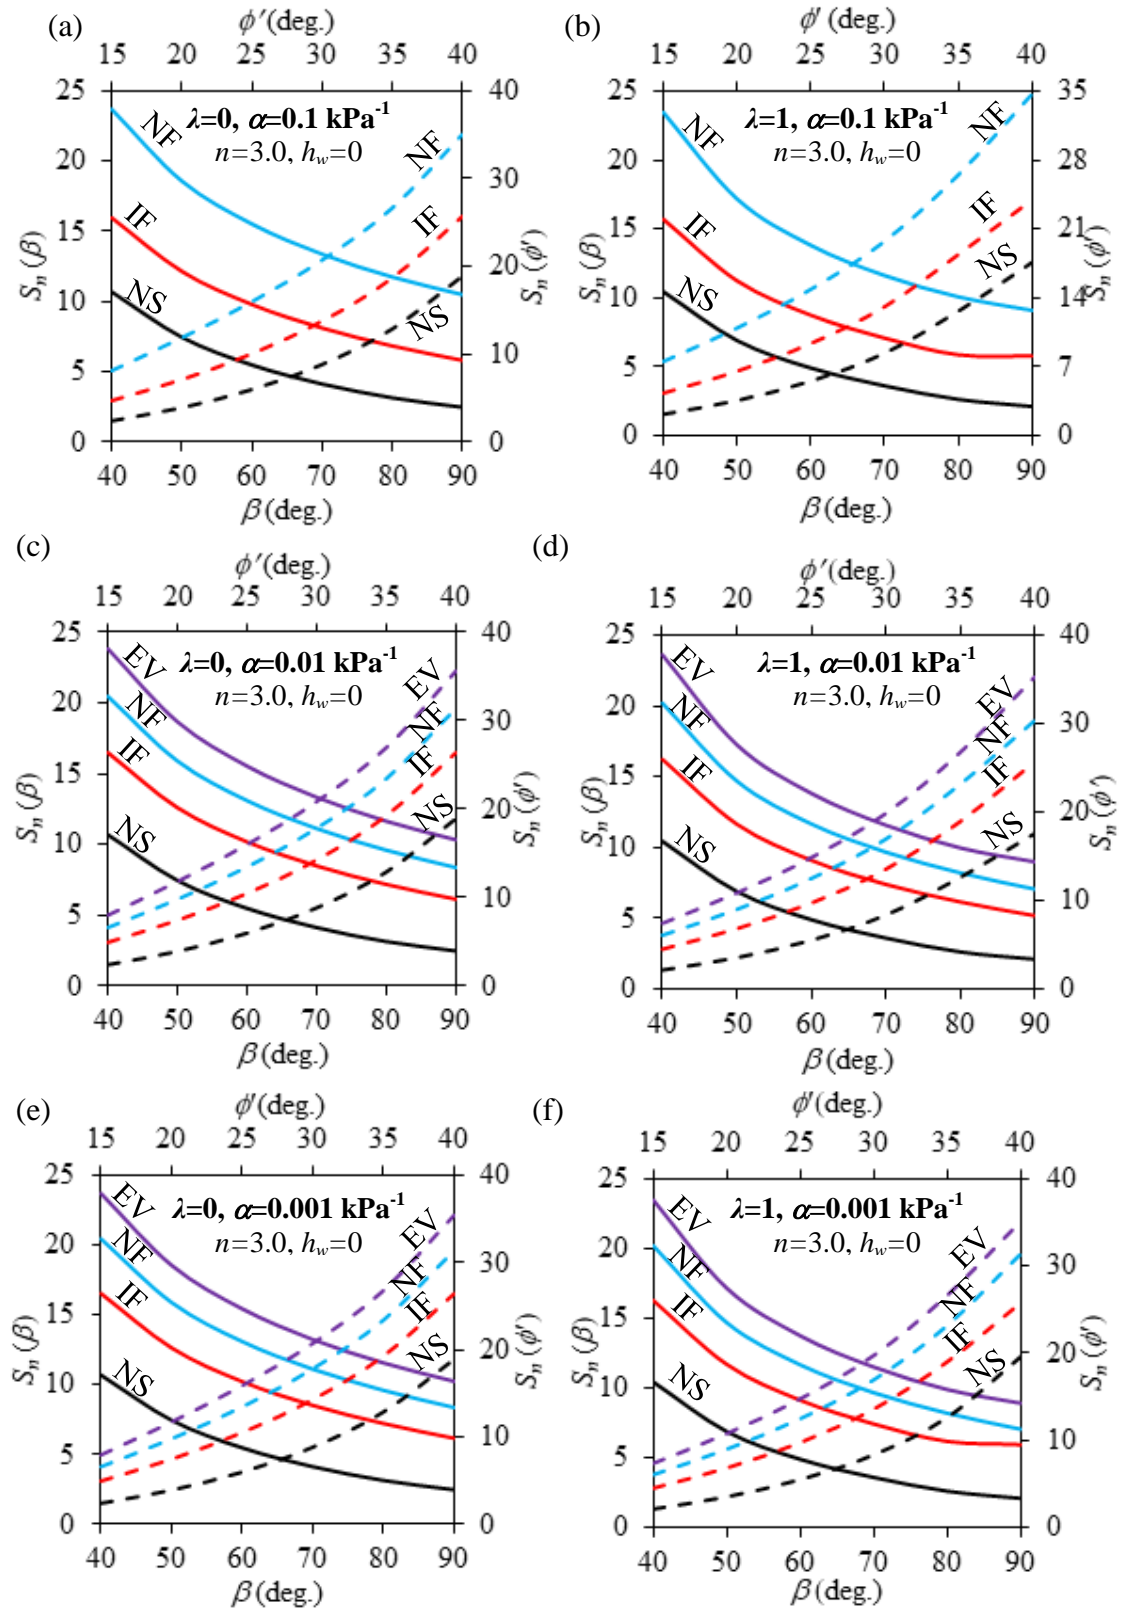 (a)
ϕ′(deg.)
15 20 25 30 35 40
λ=0, α=0.1 kPa⁻¹
n=3.0, hw=0
NF
IF
NS
NF
IF
NS
25
20
15
10
5
0
Sn (β)
40
30
20
10
0
Sn (ϕ′)
40 50 60 70 80 90
β(deg.)
(b)
ϕ′(deg.)
15 20 25 30 35 40
λ=1, α=0.1 kPa⁻¹
n=3.0, hw=0
NF
IF
NS
NF
IF
NS
25
20
15
10
5
0
Sn (β)
35
28
21
14
7
0
Sn (ϕ′)
40 50 60 70 80 90
β(deg.)
(c)
ϕ′(deg.)
15 20 25 30 35 40
λ=0, α=0.01 kPa⁻¹
n=3.0, hw=0
EV
NF
IF
NS
EV
NF
IF
NS
25
20
15
10
5
0
Sn (β)
40
30
20
10
0
Sn (ϕ′)
40 50 60 70 80 90
β(deg.)
(d)
ϕ′(deg.)
15 20 25 30 35 40
λ=1, α=0.01 kPa⁻¹
n=3.0, hw=0
EV
NF
IF
NS
EV
NF
IF
NS
25
20
15
10
5
0
Sn (β)
40
30
20
10
0
Sn (ϕ′)
40 50 60 70 80 90
β(deg.)
(e)
ϕ′(deg.)
15 20 25 30 35 40
λ=0, α=0.001 kPa⁻¹
n=3.0, hw=0
EV
NF
IF
NS
EV
NF
IF
NS
25
20
15
10
5
0
Sn (β)
40
30
20
10
0
Sn (ϕ′)
40 50 60 70 80 90
β(deg.)
(f)
ϕ′(deg.)
15 20 25 30 35 40
λ=1, α=0.001 kPa⁻¹
n=3.0, hw=0
EV
NF
IF
NS
EV
NF
IF
NS
25
20
15
10
5
0
Sn (β)
40
30
20
10
0
Sn (ϕ′)
40 50 60 70 80 90
β(deg.)